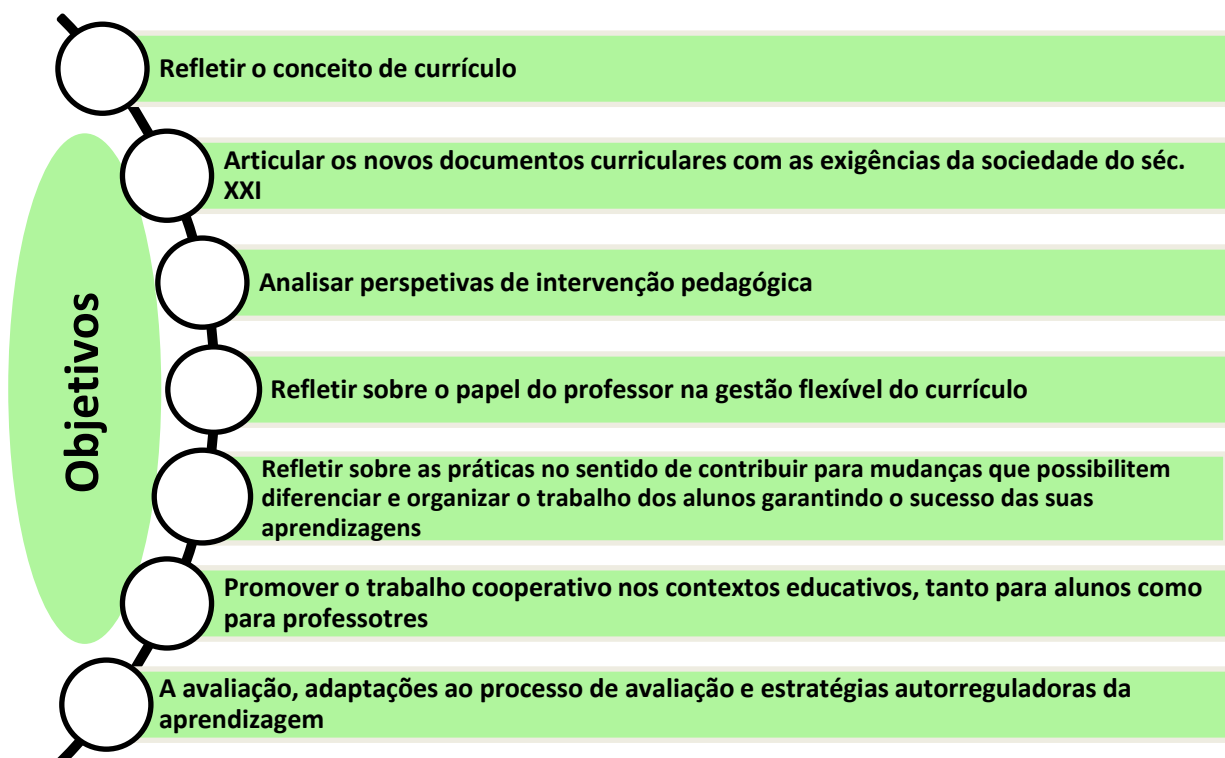 Objetivos
Refletir o conceito de currículo
Articular os novos documentos curriculares com as exigências da sociedade do séc.
XXI
Analisar perspetivas de intervenção pedagógica
Refletir sobre o papel do professor na gestão flexível do currículo
Refletir sobre as práticas no sentido de contribuir para mudanças que possibilitem
diferenciar e organizar o trabalho dos alunos garantindo o sucesso das suas
aprendizagens
Promover o trabalho cooperativo nos contextos educativos, tanto para alunos como
para professotres
A avaliação, adaptações ao processo de avaliação e estratégias autorreguladoras da
aprendizagem